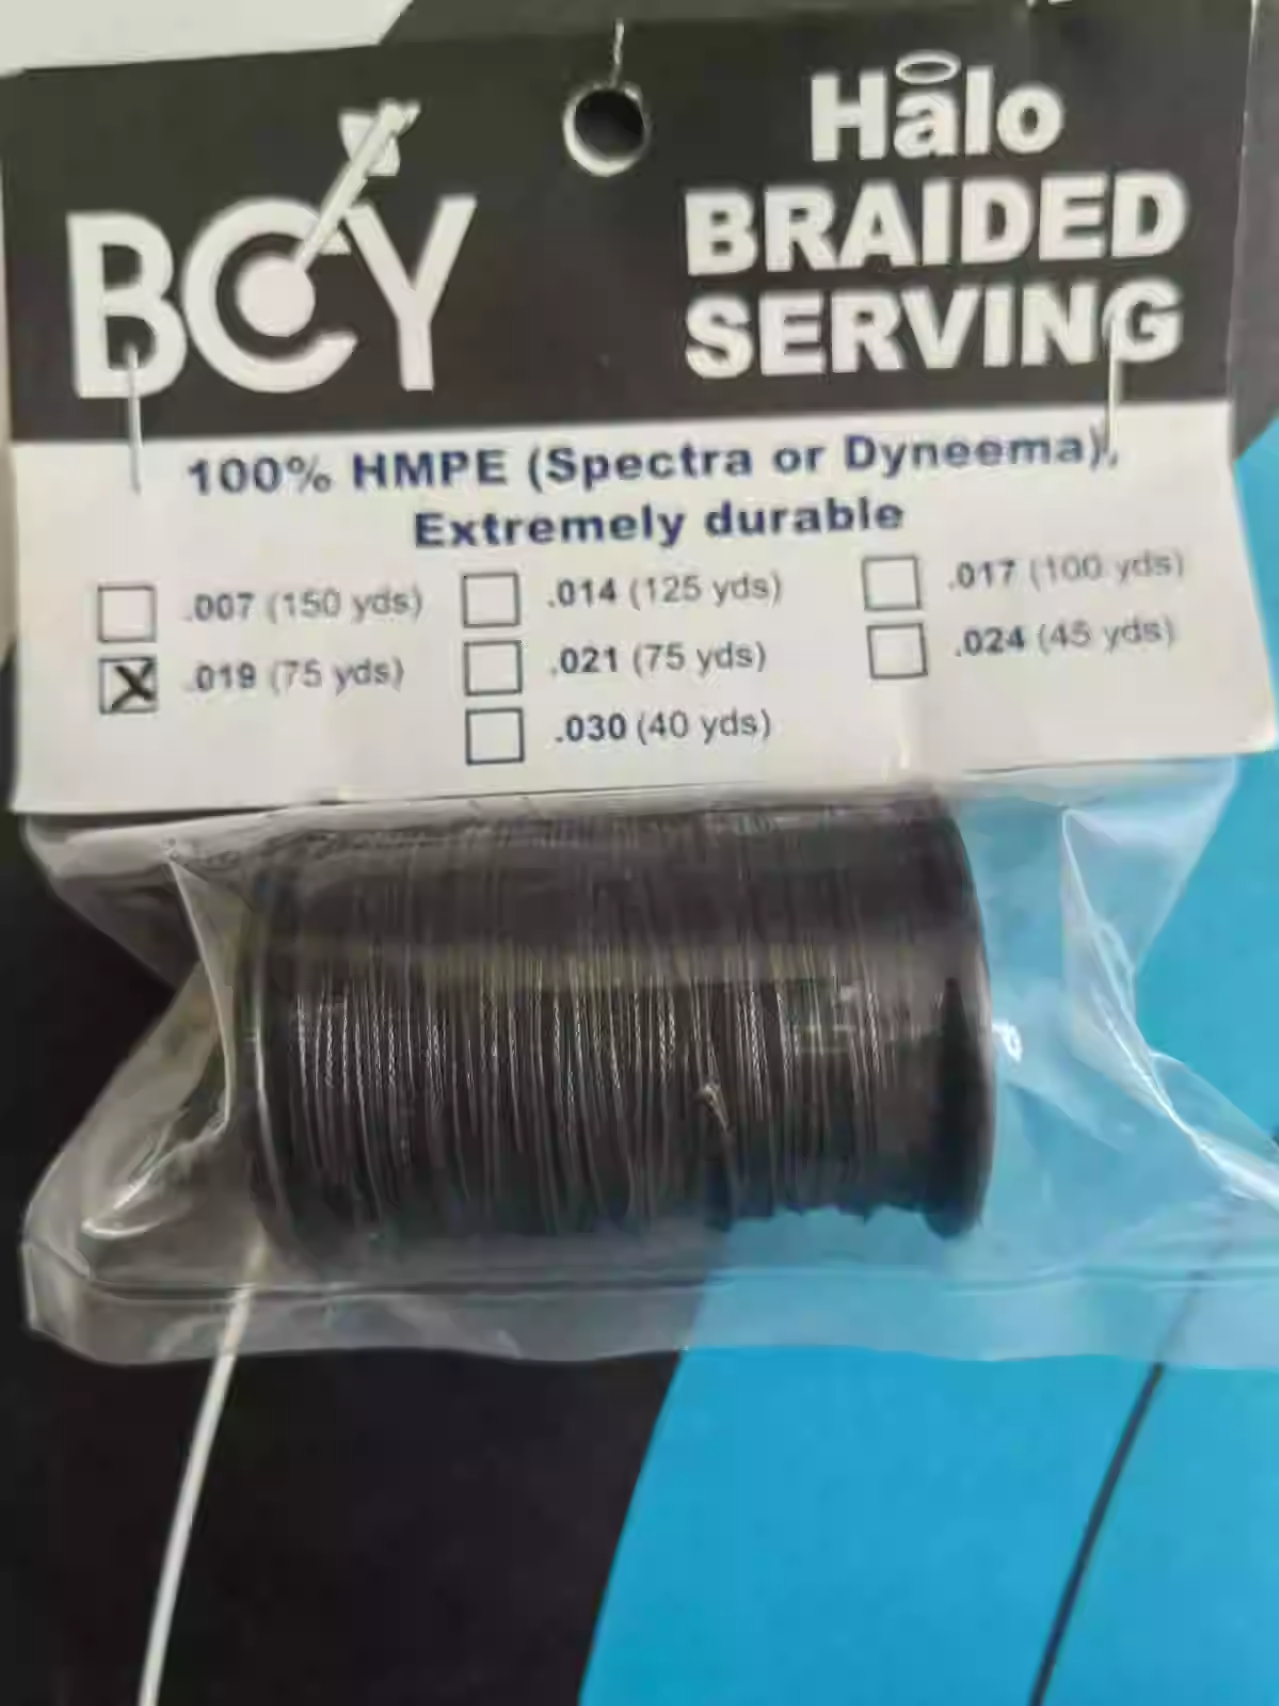 BCY
Halo
BRAIDED
SERVING
100% HMPE (Spectra or Dyneema),
Extremely durable
.007 (150 yds) .014 (125 yds) .017 (100 yds)
.019 (75 yds) .021 (75 yds) .024 (45 yds)
.030 (40 yds)